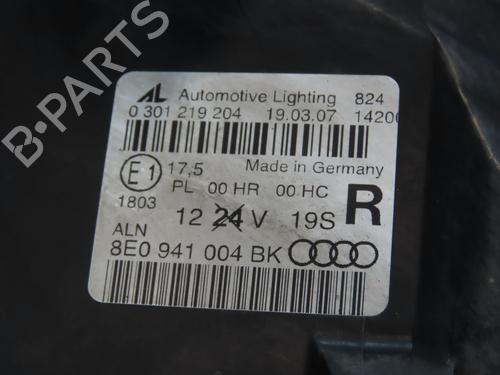 B-PARTS
AL Automotive Lighting 824
0 301 219 204 19.03.07 1420
E1 17,5 Made in Germany
PL 00 HR 00 HC
1803
12 24 V 19S R
ALN
8E0 941 004 BK